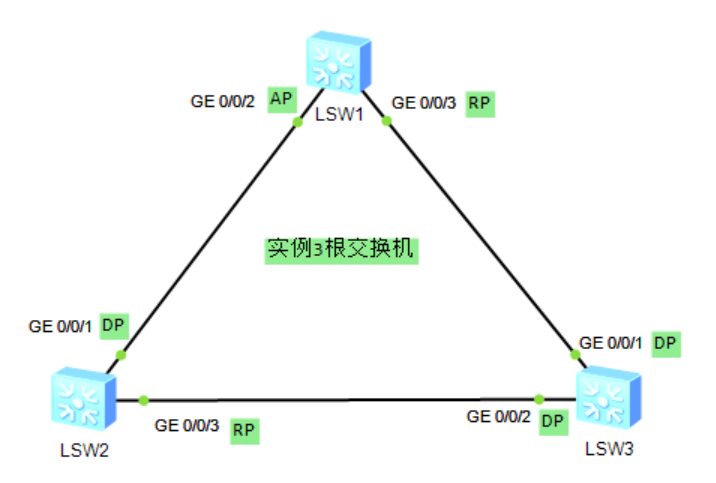 GE 0/0/2 AP
GE 0/0/3 RP
LSW1
实例3根交换机
GE 0/0/1 DP
GE 0/0/1 DP
GE 0/0/3 RP
GE 0/0/2 DP
LSW2
LSW3